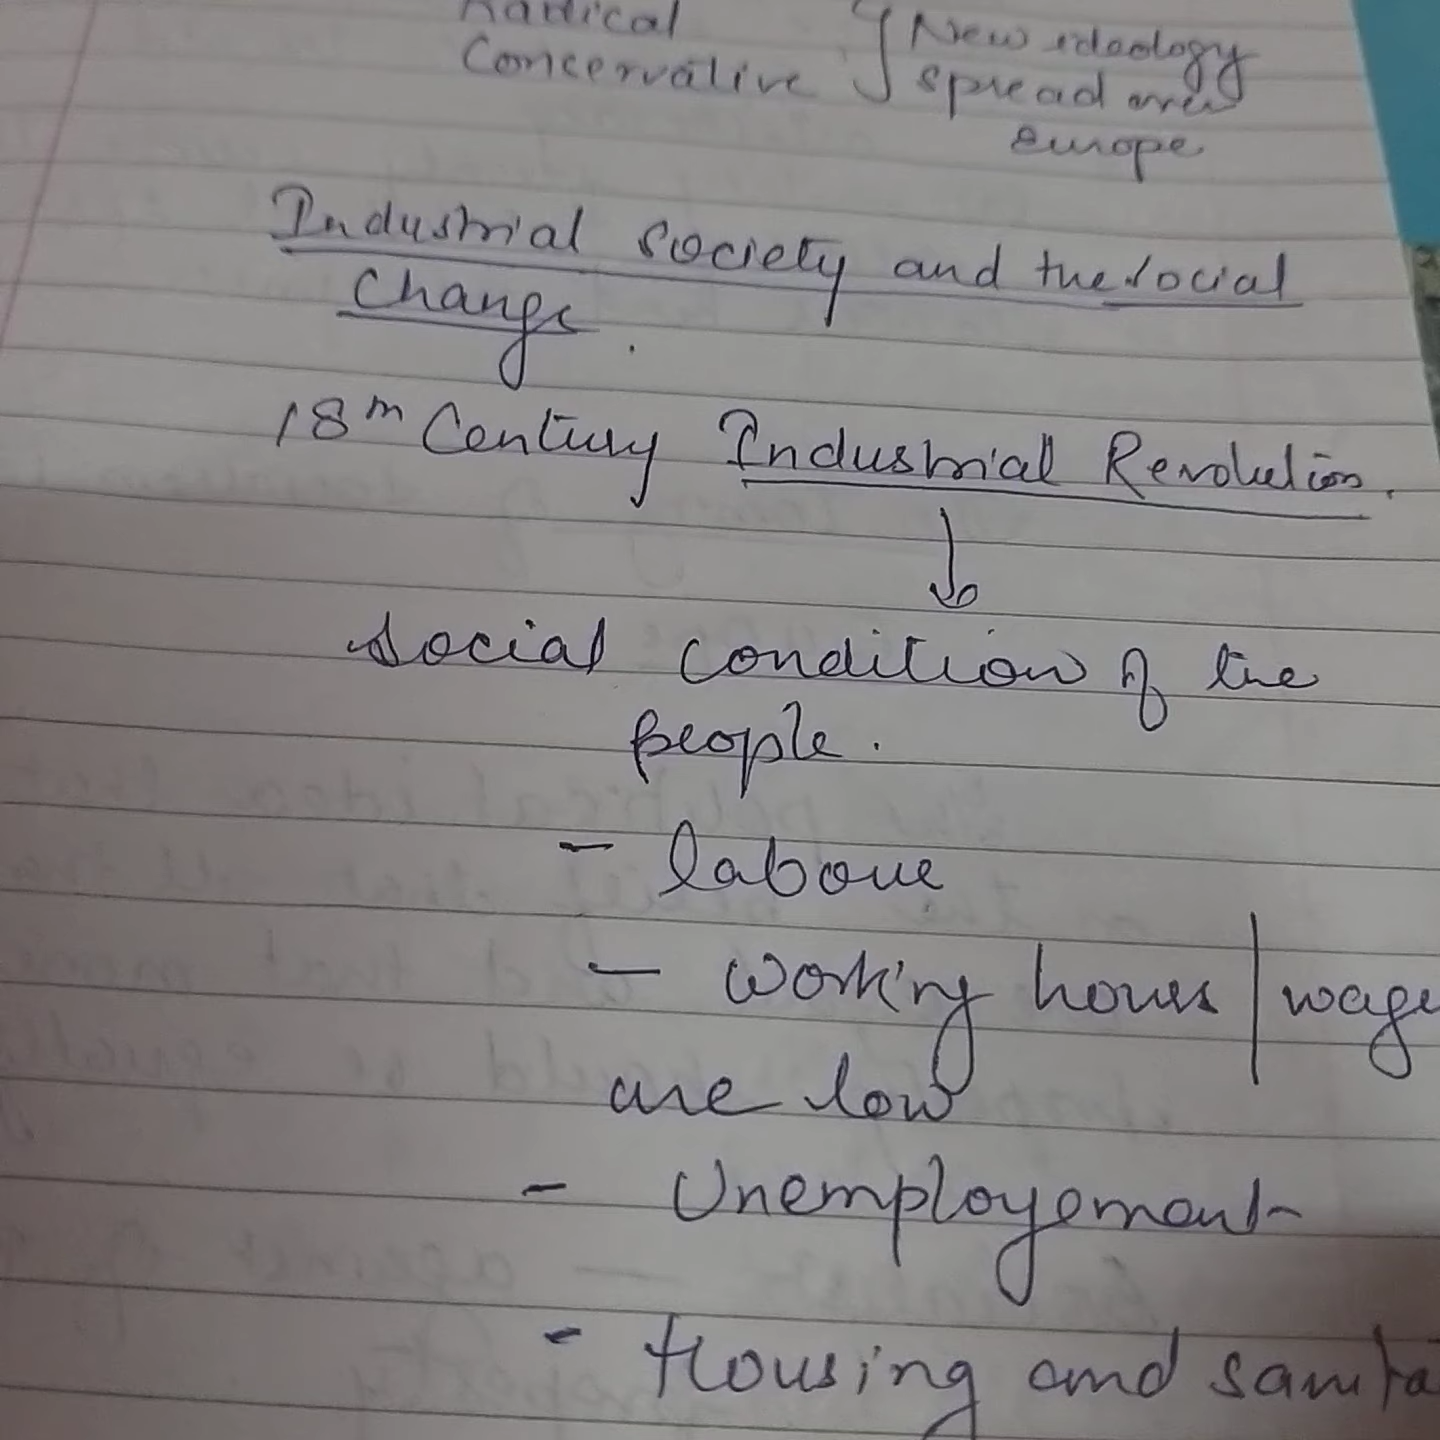 Radical
Concervative } New ideology
spread over
europe
Industrial society and the social
Change.
18th Century Industrial Revolution.
↓
social condition of the
people.
- labour
- working hours | wage
are low
- Unemployement
- Housing and sanita